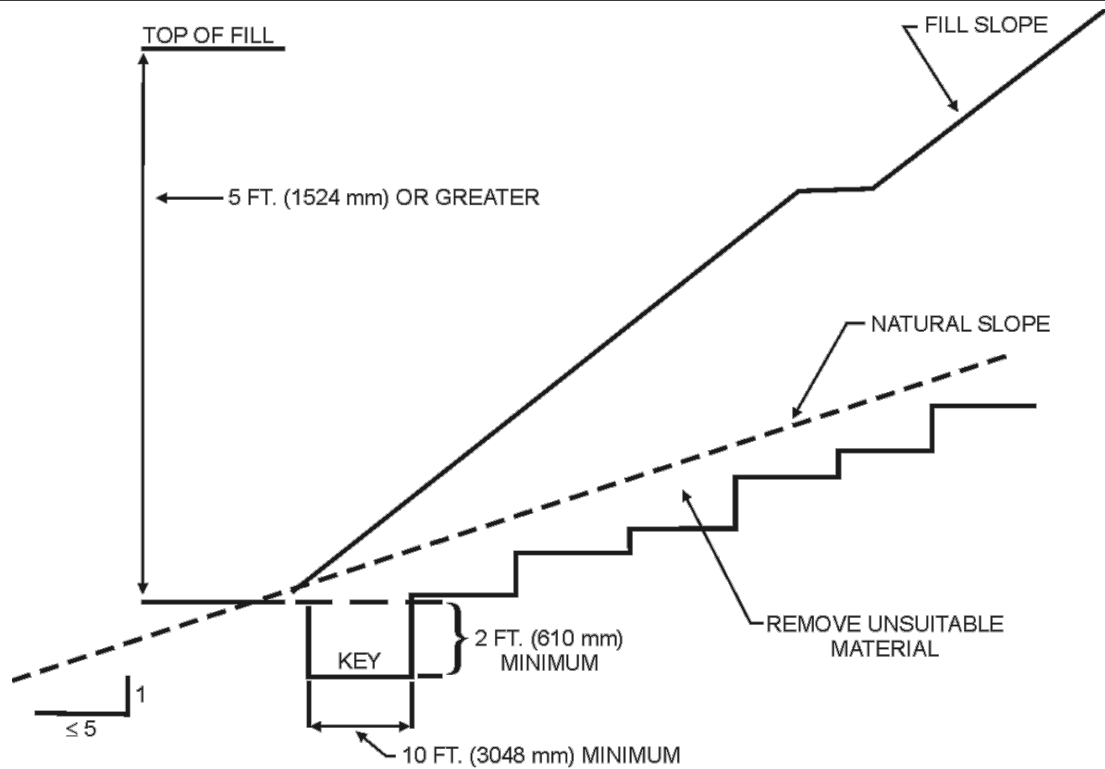 TOP OF FILL
FILL SLOPE
5 FT. (1524 mm) OR GREATER
NATURAL SLOPE
REMOVE UNSUITABLE
MATERIAL
2 FT. (610 mm)
MINIMUM
KEY
1
≤ 5
10 FT. (3048 mm) MINIMUM